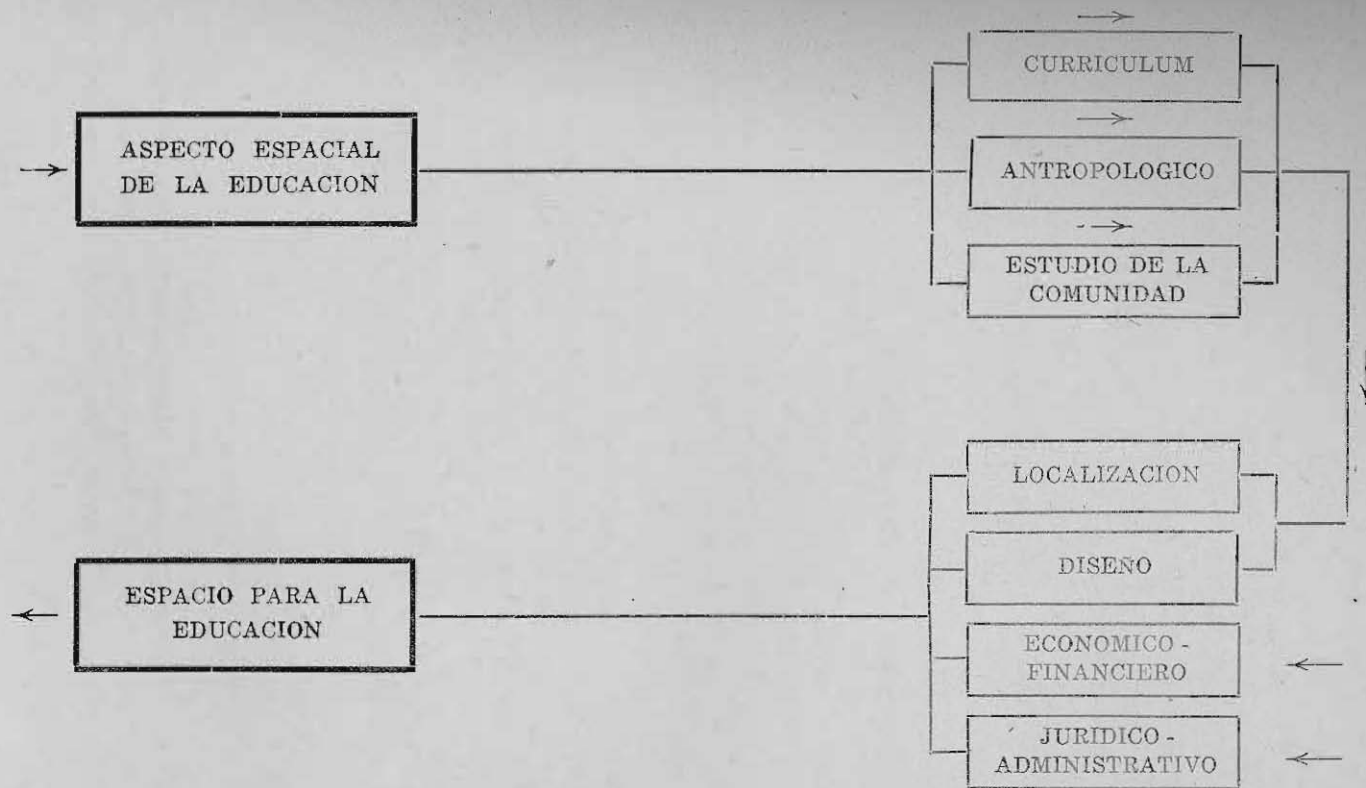 CURRICULUM
ASPECTO ESPACIAL
DE LA EDUCACION
ANTROPOLOGICO
ESTUDIO DE LA
COMUNIDAD
LOCALIZACION
DISEÑO
ESPACIO PARA LA
EDUCACION
ECONOMICO -
FINANCIERO
JURIDICO -
ADMINISTRATIVO